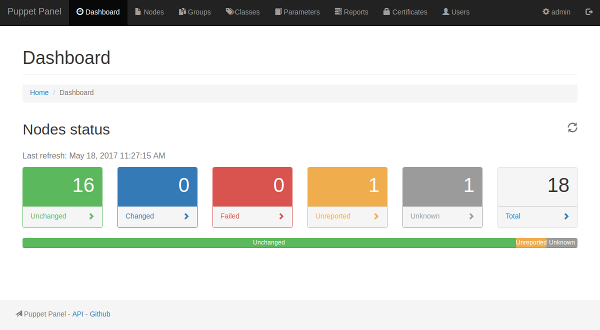 Puppet Panel Dashboard Nodes Groups Classes Parameters Reports Certificates Users admin
Dashboard
Home / Dashboard
Nodes status
Last refresh: May 18, 2017 11:27:15 AM
16 0 0 1 1 18
Unchanged Changed Failed Unreported Unknown Total
Unchanged Unreported Unknown
Puppet Panel - API - Github